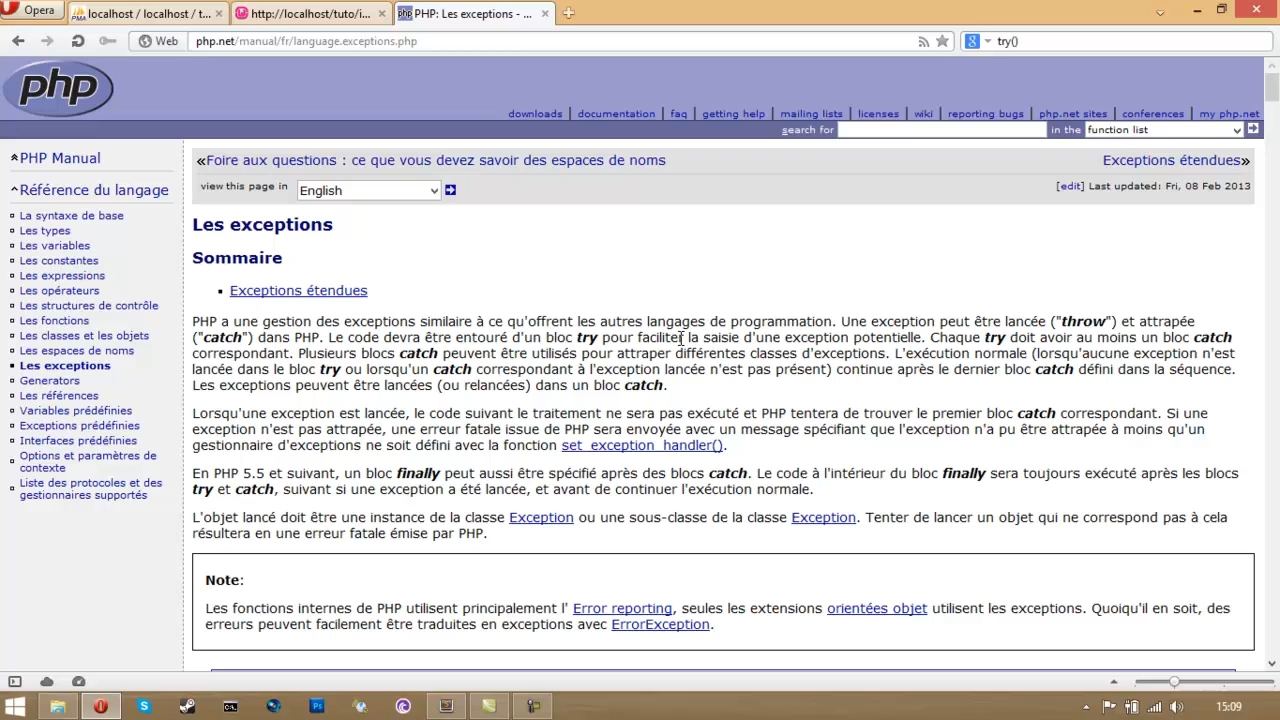 Opera
localhost / localhost / t...
http://localhost/tuto/i...
PHP: Les exceptions - ...
Web
php.net/manual/fr/language.exceptions.php
try()
php
downloads | documentation | faq | getting help | mailing lists | licenses | wiki | reporting bugs | php.net sites | conferences | my php.net
search for in the function list
PHP Manual
Référence du langage
La syntaxe de base
Les types
Les variables
Les constantes
Les expressions
Les opérateurs
Les structures de contrôle
Les fonctions
Les classes et les objets
Les espaces de noms
Les exceptions
Generators
Les références
Variables prédéfinies
Exceptions prédéfinies
Interfaces prédéfinies
Options et paramètres de
contexte
Liste des protocoles et des
gestionnaires supportés
«Foire aux questions : ce que vous devez savoir des espaces de noms
Exceptions étendues»
view this page in English
[edit] Last updated: Fri, 08 Feb 2013
Les exceptions
Sommaire
Exceptions étendues
PHP a une gestion des exceptions similaire à ce qu'offrent les autres langages de programmation. Une exception peut être lancée ("throw") et attrapée
("catch") dans PHP. Le code devra être entouré d'un bloc try pour faciliter la saisie d'une exception potentielle. Chaque try doit avoir au moins un bloc catch
correspondant. Plusieurs blocs catch peuvent être utilisés pour attraper différentes classes d'exceptions. L'exécution normale (lorsqu'aucune exception n'est
lancée dans le bloc try ou lorsqu'un catch correspondant à l'exception lancée n'est pas présent) continue après le dernier bloc catch défini dans la séquence.
Les exceptions peuvent être lancées (ou relancées) dans un bloc catch.
Lorsqu'une exception est lancée, le code suivant le traitement ne sera pas exécuté et PHP tentera de trouver le premier bloc catch correspondant. Si une
exception n'est pas attrapée, une erreur fatale issue de PHP sera envoyée avec un message spécifiant que l'exception n'a pu être attrapée à moins qu'un
gestionnaire d'exceptions ne soit défini avec la fonction set_exception_handler().
En PHP 5.5 et suivant, un bloc finally peut aussi être spécifié après des blocs catch. Le code à l'intérieur du bloc finally sera toujours exécuté après les blocs
try et catch, suivant si une exception a été lancée, et avant de continuer l'exécution normale.
L'objet lancé doit être une instance de la classe Exception ou une sous-classe de la classe Exception. Tenter de lancer un objet qui ne correspond pas à cela
résultera en une erreur fatale émise par PHP.
Note:
Les fonctions internes de PHP utilisent principalement l' Error reporting, seules les extensions orientées objet utilisent les exceptions. Quoiqu'il en soit, des
erreurs peuvent facilement être traduites en exceptions avec ErrorException.
15:09